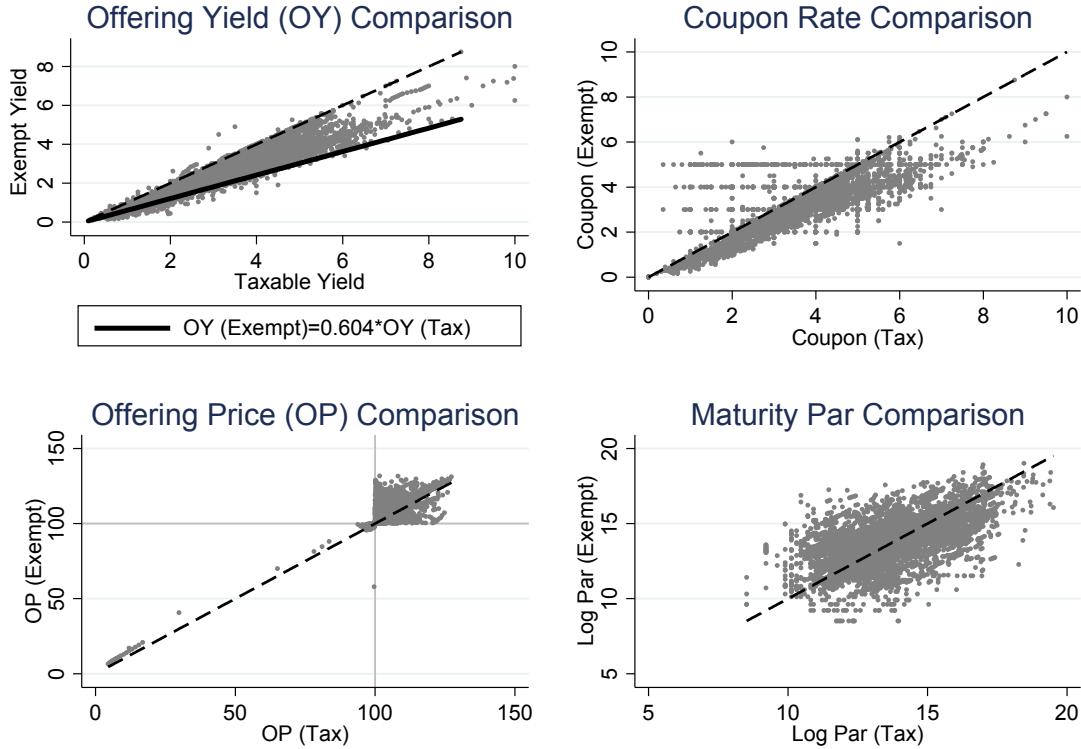 Offering Yield (OY) Comparison
Exempt Yield
8
6
4
2
0
0 2 4 6 8 10
Taxable Yield
OY (Exempt)=0.604*OY (Tax)
Coupon Rate Comparison
Coupon (Exempt)
10
8
6
4
2
0
0 2 4 6 8 10
Coupon (Tax)
Offering Price (OP) Comparison
OP (Exempt)
150
100
50
0
0 50 100 150
OP (Tax)
Maturity Par Comparison
Log Par (Exempt)
20
15
10
5
5 10 15 20
Log Par (Tax)